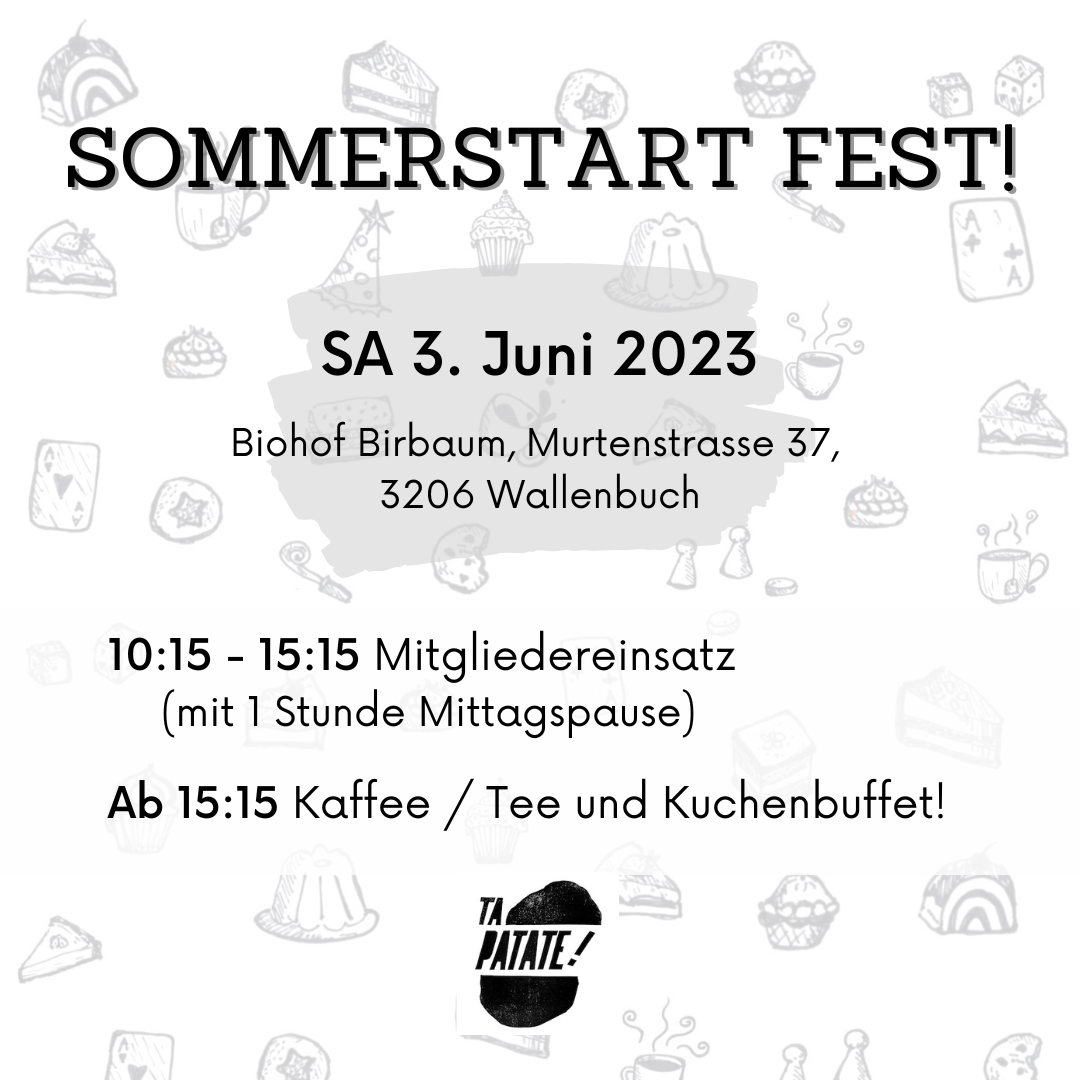 SOMMERSTART FEST!
SA 3. Juni 2023
Biohof Birbaum, Murtenstrasse 37,
3206 Wallenbuch
10:15 - 15:15 Mitgliedereinsatz
(mit 1 Stunde Mittagspause)
Ab 15:15 Kaffee / Tee und Kuchenbuffet!
TA
PATATE!
A
A